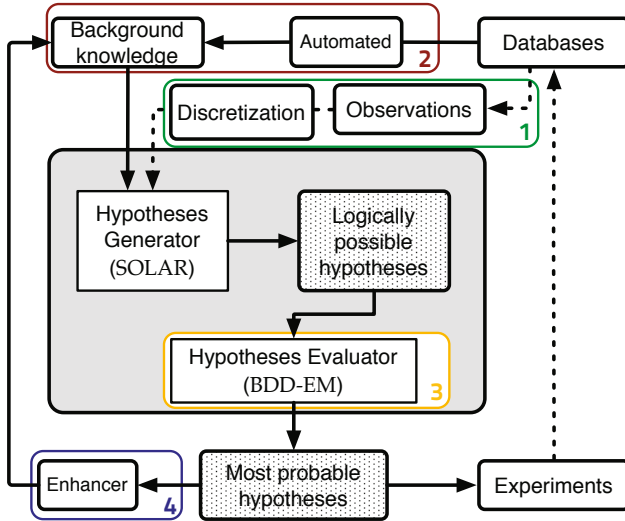 Background
knowledge
Automated
Databases
2
Discretization
Observations
1
Hypotheses
Generator
(SOLAR)
Logically
possible
hypotheses
Hypotheses Evaluator
(BDD-EM)
3
Enhancer
4
Most probable
hypotheses
Experiments